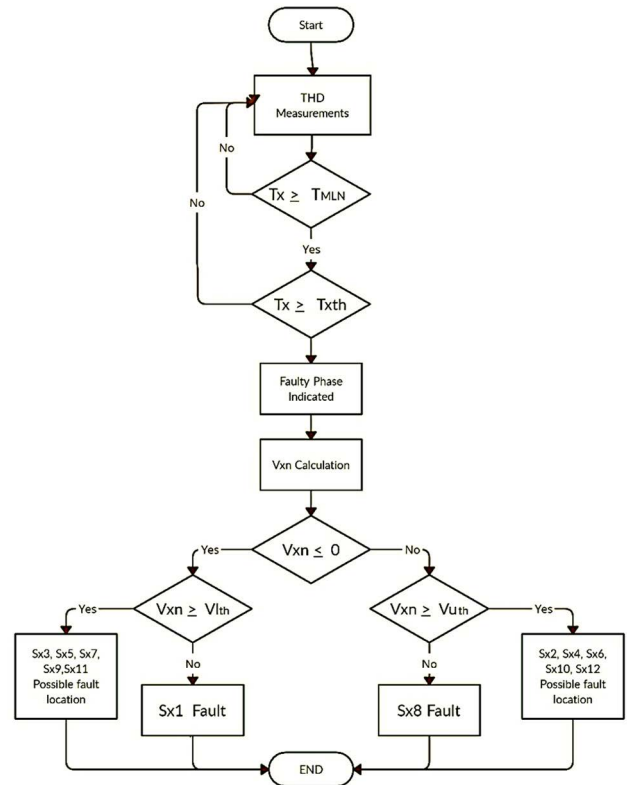 Start
THD
Measurements
No
Tx ≥ TMLN
No
Yes
Tx ≥ Txth
Faulty Phase
Indicated
Vxn Calculation
Vxn ≤ 0
Yes
No
Vxn ≥ Vlth
Vxn ≥ Vuth
Yes
Yes
Sx3, Sx5, Sx7,
Sx9,Sx11
Possible fault
location
No
No
Sx2, Sx4, Sx6,
Sx10, Sx12
Possible fault
location
Sx1 Fault
Sx8 Fault
END